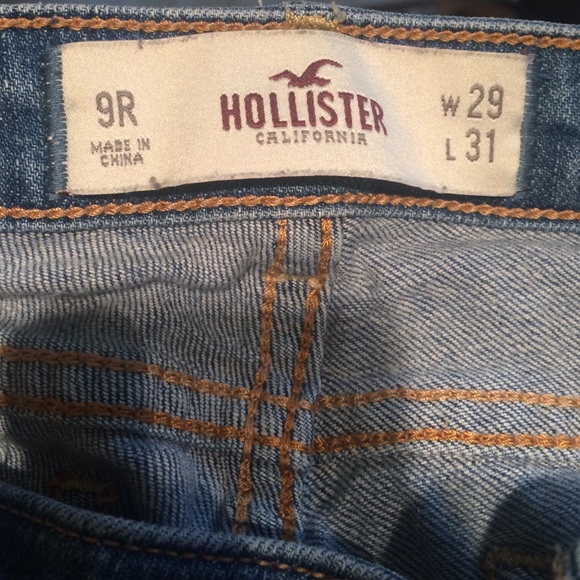 9R
MADE IN
CHINA
HOLLISTER
CALIFORNIA
W 29
L 31